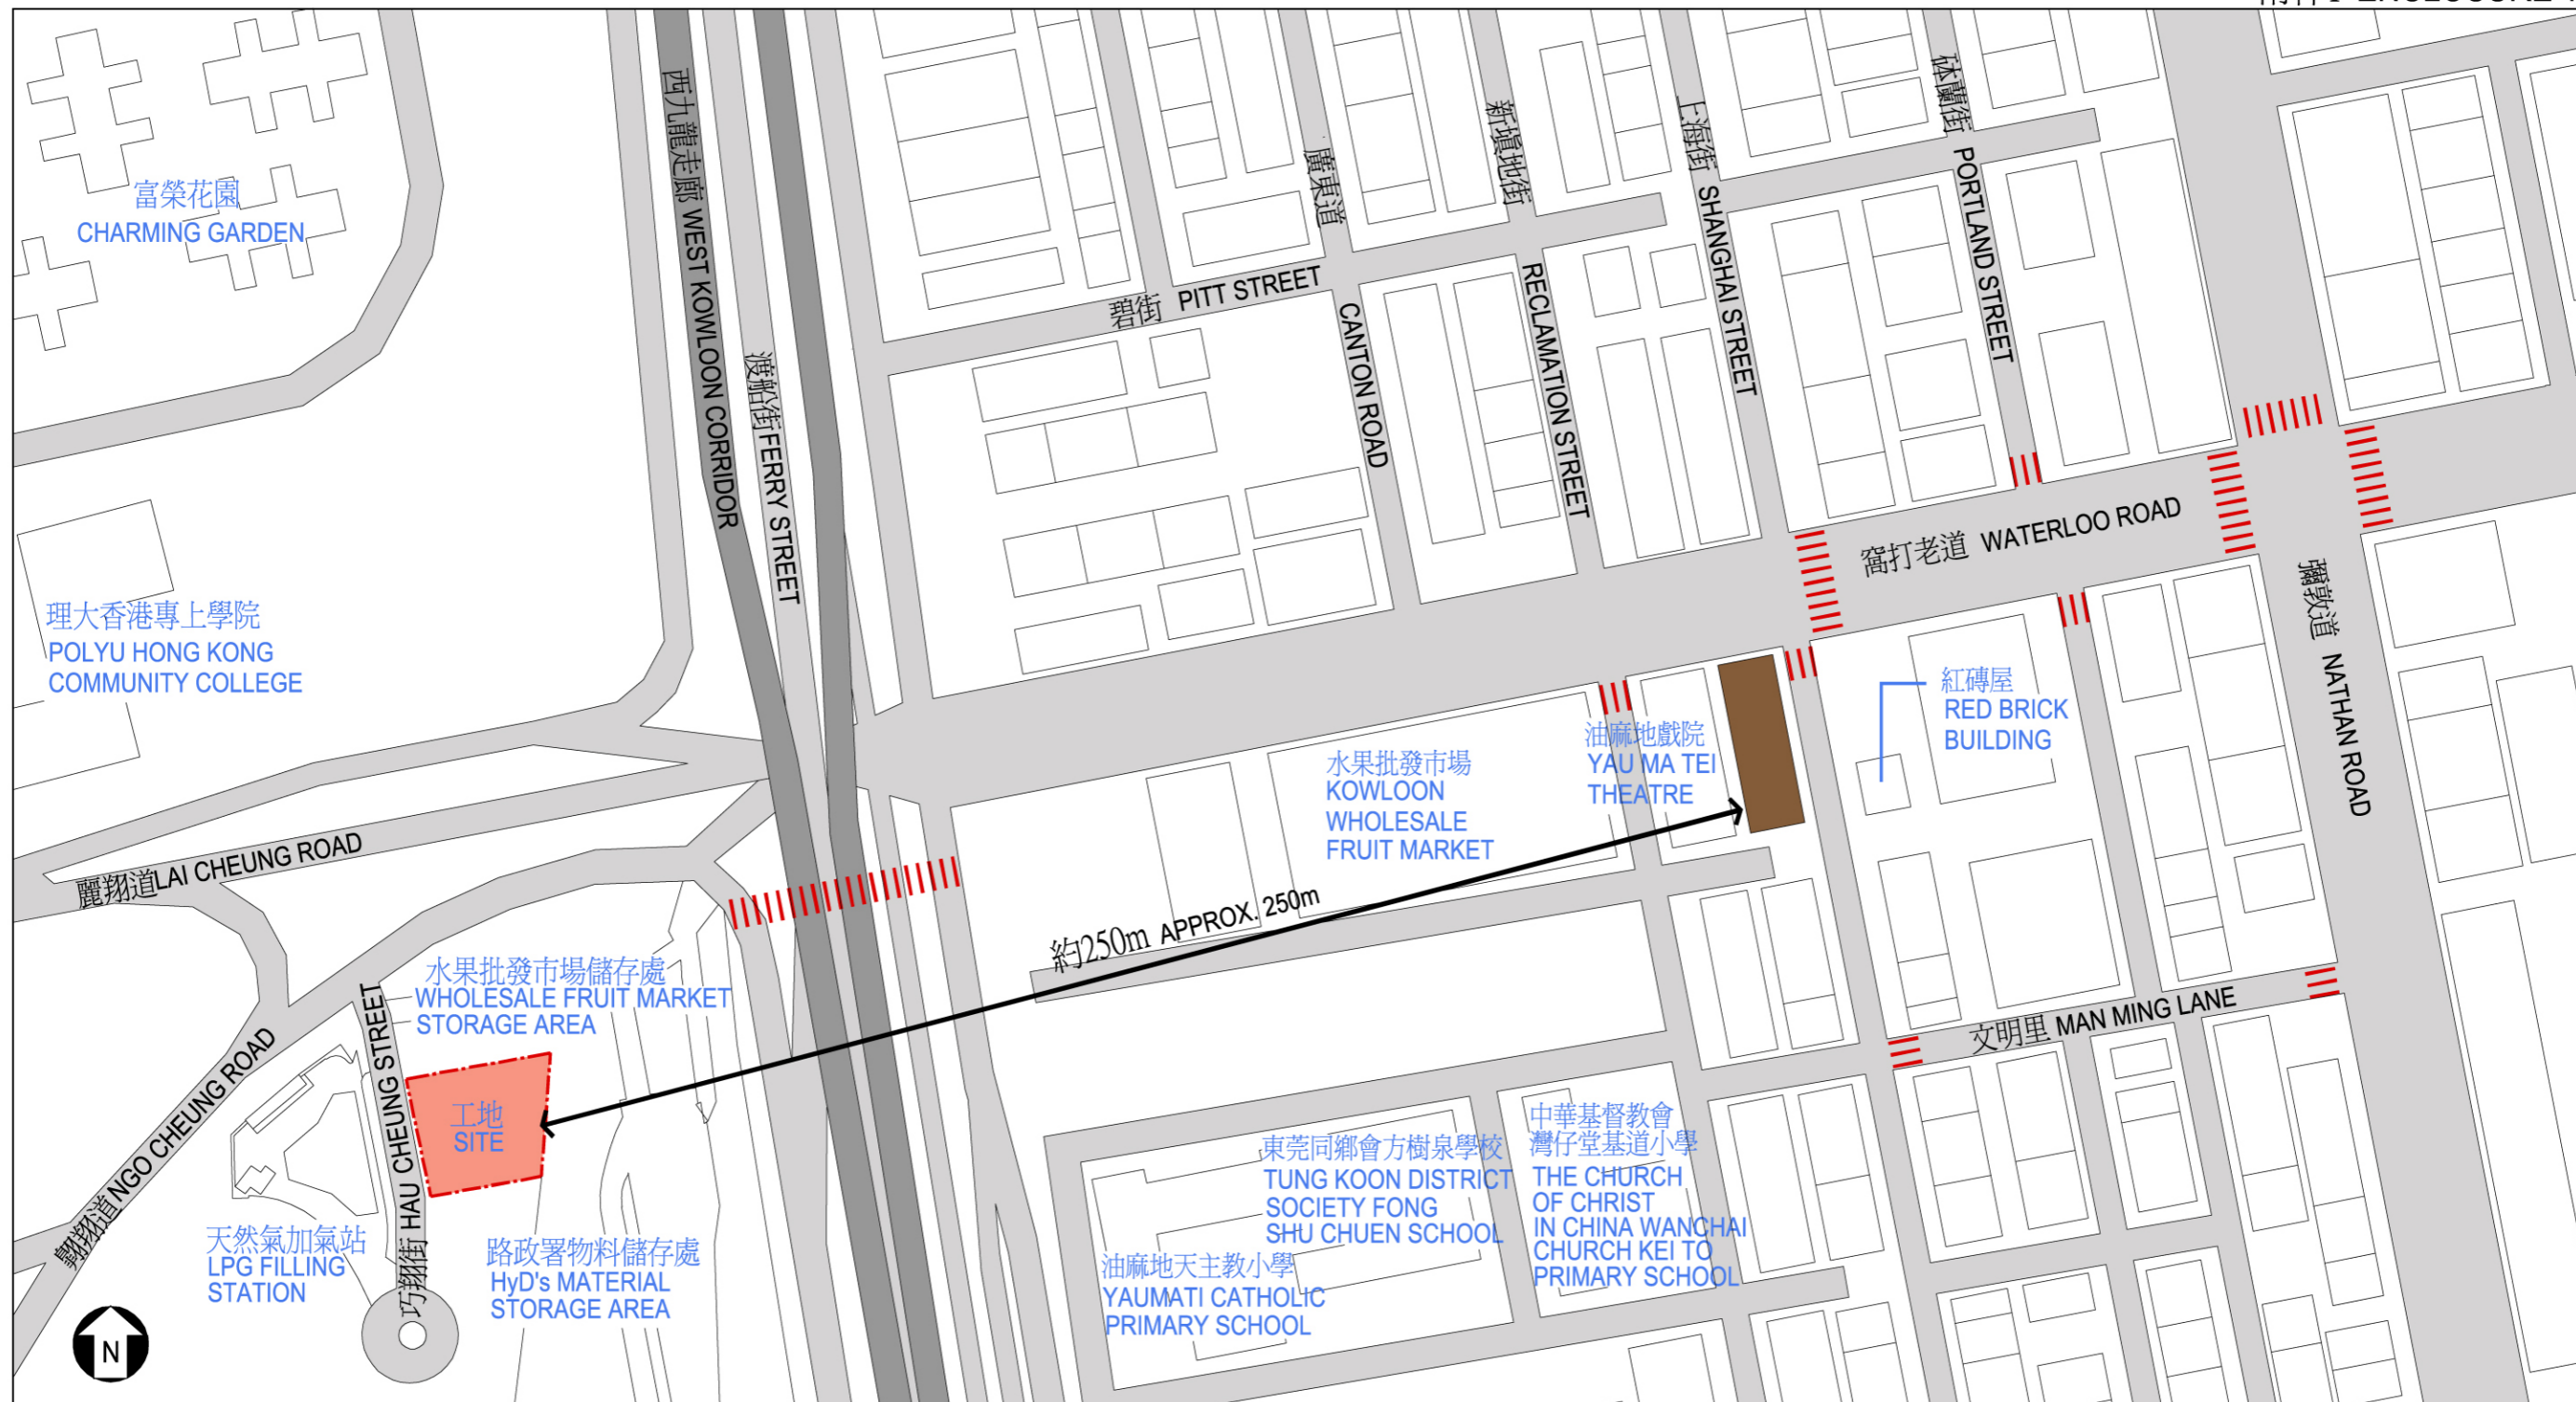 西九龍走廊 WEST KOWLOON CORRIDOR
渡船街 FERRY STREET
廣東道
CANTON ROAD
新塡地街
RECLAMATION STREET
上海街 SHANGHAI STREET
砵蘭街 PORTLAND STREET
富榮花園
CHARMING GARDEN
碧街 PITT STREET
窩打老道 WATERLOO ROAD
彌敦道 NATHAN ROAD
理大香港專上學院
POLYU HONG KONG
COMMUNITY COLLEGE
紅磚屋
RED BRICK
BUILDING
油麻地戲院
YAU MA TEI
THEATRE
水果批發市場
KOWLOON
WHOLESALE
FRUIT MARKET
麗翔道 LAI CHEUNG ROAD
約250m APPROX. 250m
水果批發市場儲存處
WHOLESALE FRUIT MARKET
STORAGE AREA
文明里 MAN MING LANE
翱翔道 NGO CHEUNG ROAD
巧翔街 HAU CHEUNG STREET
工地
SITE
天然氣加氣站
LPG FILLING
STATION
路政署物料儲存處
HyD's MATERIAL
STORAGE AREA
東莞同鄉會方樹泉學校
TUNG KOON DISTRICT
SOCIETY FONG
SHU CHUEN SCHOOL
中華基督教會
灣仔堂基道小學
THE CHURCH
OF CHRIST
IN CHINA WANCHAI
CHURCH KEI TO
PRIMARY SCHOOL
油麻地天主教小學
YAUMATI CATHOLIC
PRIMARY SCHOOL
N